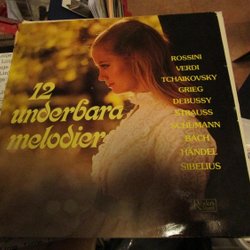 12
underbara
melodier
ROSSINI
VERDI
TCHAIKOVSKY
GRIEG
DEBUSSY
STRAUSS
SCHUMANN
BACH
HÄNDEL
SIBELIUS